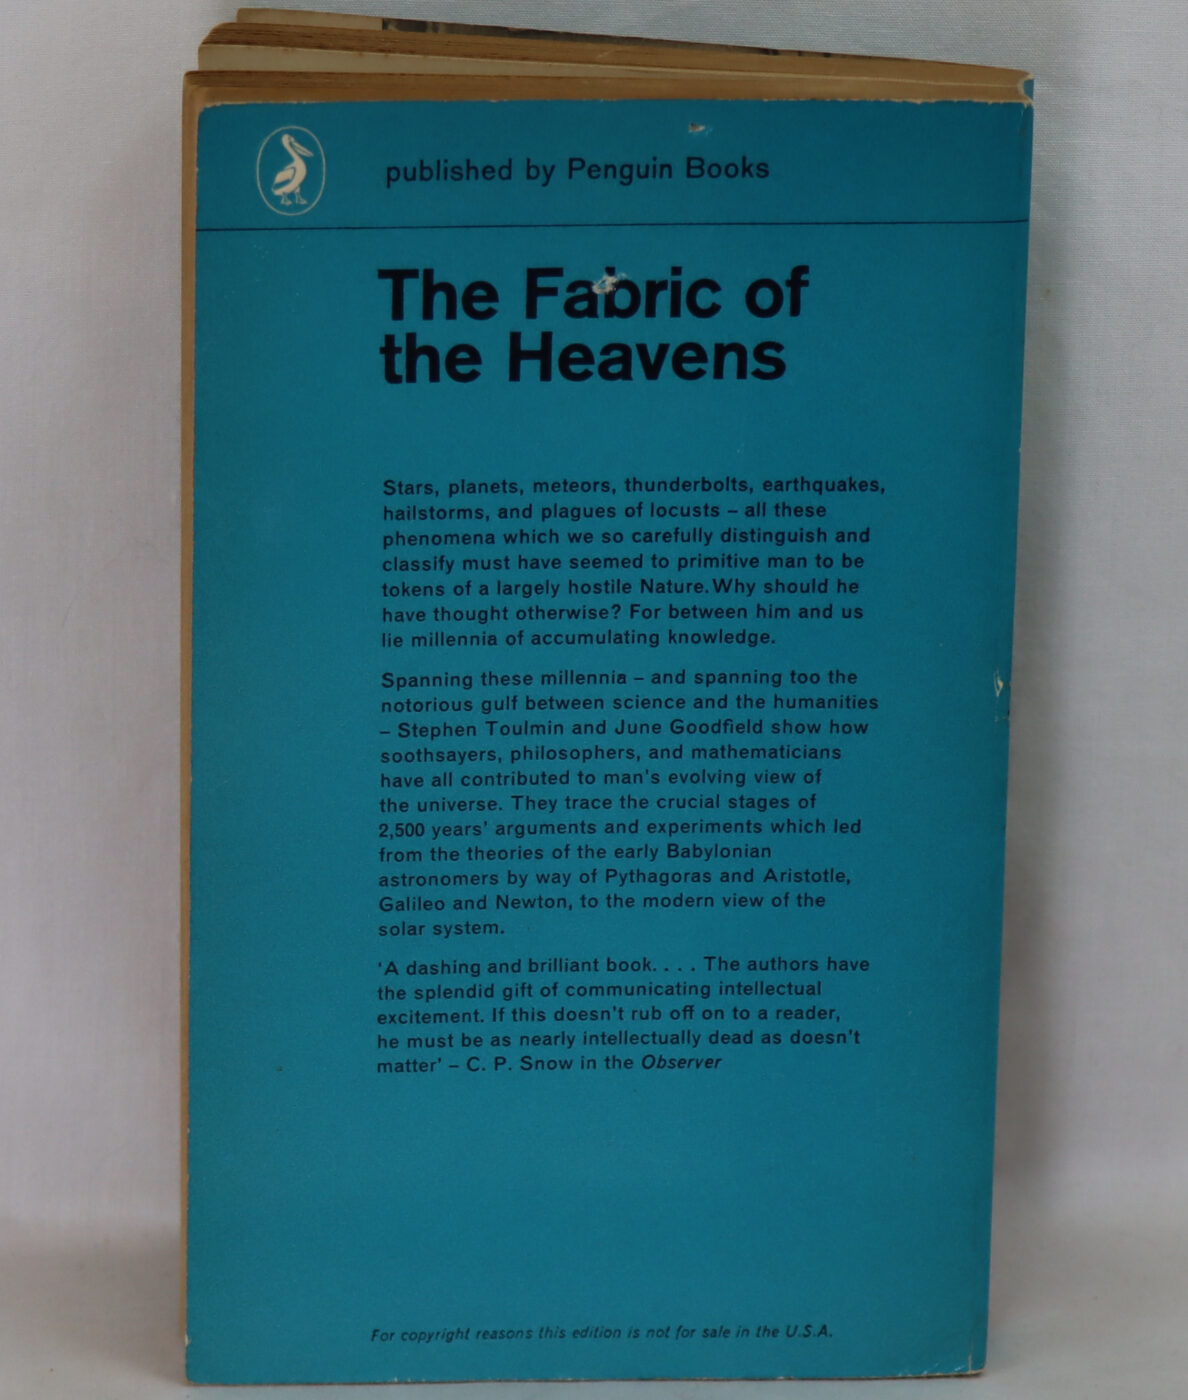 published by Penguin Books
The Fabric of
the Heavens
Stars, planets, meteors, thunderbolts, earthquakes,
hailstorms, and plagues of locusts – all these
phenomena which we so carefully distinguish and
classify must have seemed to primitive man to be
tokens of a largely hostile Nature. Why should he
have thought otherwise? For between him and us
lie millennia of accumulating knowledge.
Spanning these millennia – and spanning too the
notorious gulf between science and the humanities
– Stephen Toulmin and June Goodfield show how
soothsayers, philosophers, and mathematicians
have all contributed to man's evolving view of
the universe. They trace the crucial stages of
2,500 years' arguments and experiments which led
from the theories of the early Babylonian
astronomers by way of Pythagoras and Aristotle,
Galileo and Newton, to the modern view of the
solar system.
'A dashing and brilliant book. . . . The authors have
the splendid gift of communicating intellectual
excitement. If this doesn't rub off on to a reader,
he must be as nearly intellectually dead as doesn't
matter' – C. P. Snow in the Observer
For copyright reasons this edition is not for sale in the U.S.A.